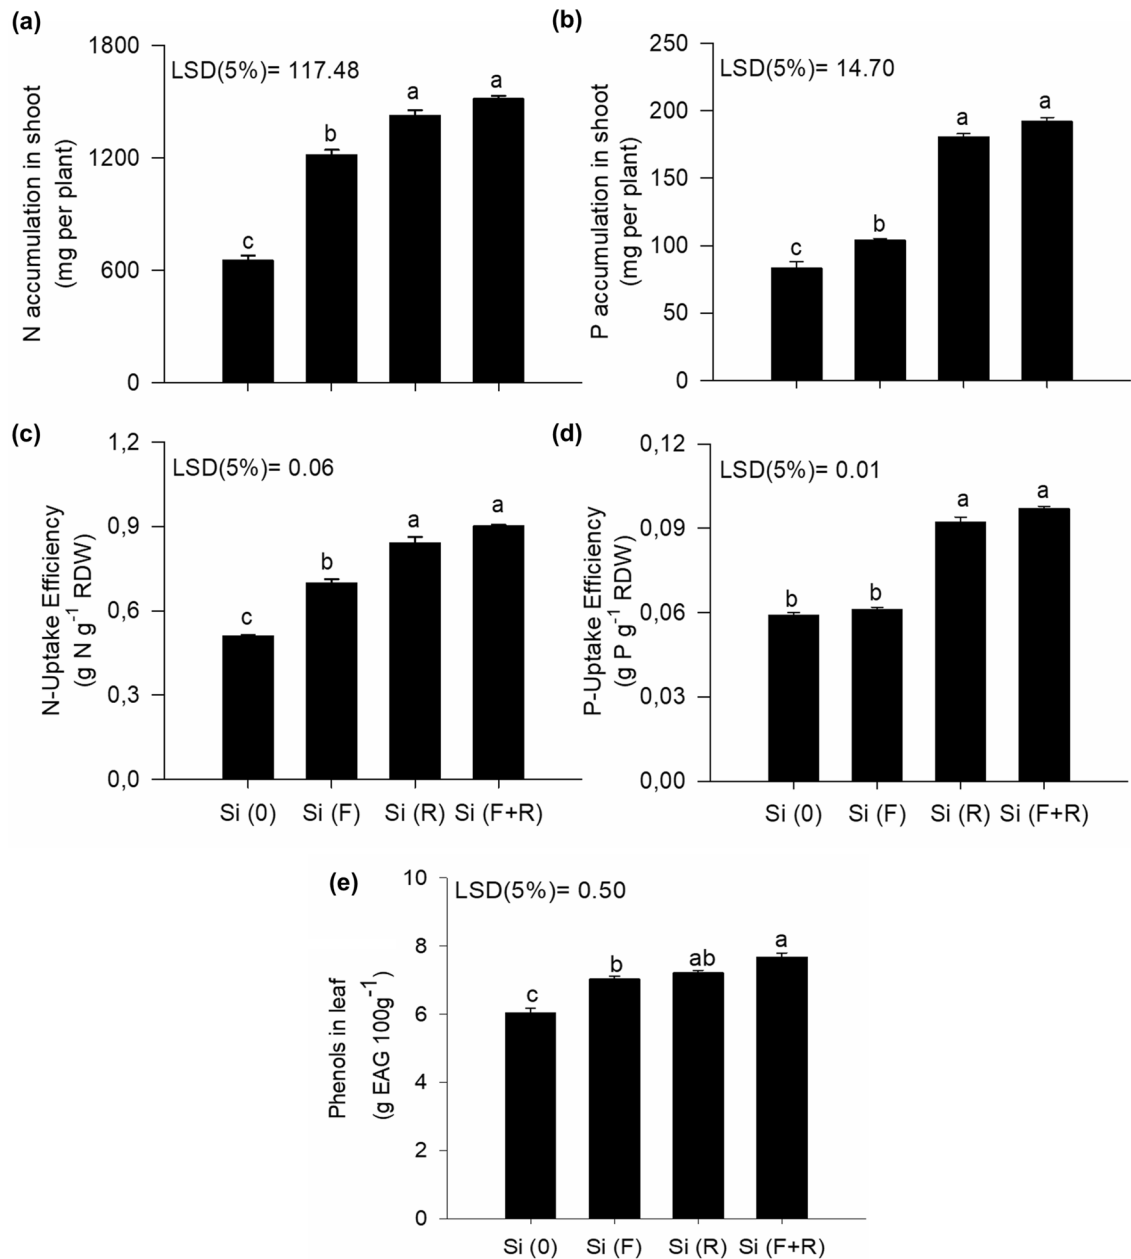 (a)
1800
1200
600
0
N accumulation in shoot
(mg per plant)
LSD(5%)= 117.48
c
b
a
a
(b)
250
200
150
100
50
0
P accumulation in shoot
(mg per plant)
LSD(5%)= 14.70
c
b
a
a
(c)
1,2
0,9
0,6
0,3
0,0
N-Uptake Efficiency
(g N g-1 RDW)
LSD(5%)= 0.06
c
b
a
a
Si (0) Si (F) Si (R) Si (F+R)
(d)
0,12
0,09
0,06
0,03
0,00
P-Uptake Efficiency
(g P g-1 RDW)
LSD(5%)= 0.01
b
b
a
a
Si (0) Si (F) Si (R) Si (F+R)
(e)
10
8
6
4
2
0
Phenols in leaf
(g EAG 100g-1)
LSD(5%)= 0.50
c
b
ab
a
Si (0) Si (F) Si (R) Si (F+R)